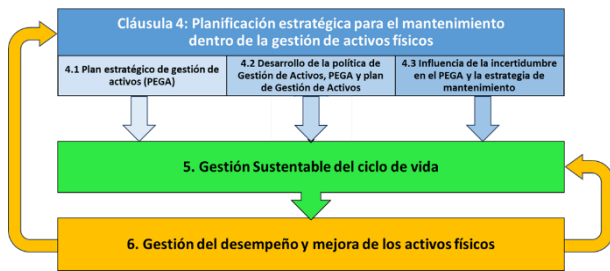 Cláusula 4: Planificación estratégica para el mantenimiento
dentro de la gestión de activos físicos
4.1 Plan estratégico de gestión de
activos (PEGA)
4.2 Desarrollo de la política de
Gestión de Activos, PEGA y plan
de Gestión de Activos
4.3 Influencia de la incertidumbre
en el PEGA y la estrategia de
mantenimiento
5. Gestión Sustentable del ciclo de vida
6. Gestión del desempeño y mejora de los activos físicos